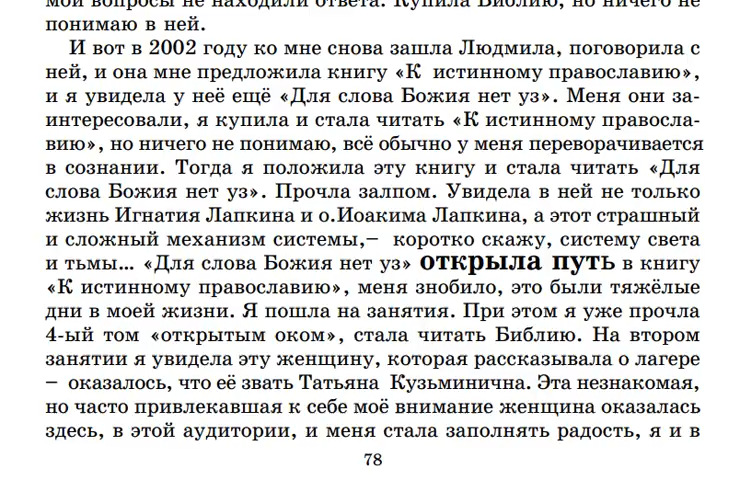 мои вопросы не находили ответа. Купила Библию, но ничего не
понимаю в ней.
И вот в 2002 году ко мне снова зашла Людмила, поговорила с
ней, и она мне предложила книгу «К истинному православию»,
и я увидела у неё ещё «Для слова Божия нет уз». Меня они за-
интересовали, я купила и стала читать «К истинному правосла-
вию», но ничего не понимаю, всё обычно у меня переворачивается
в сознании. Тогда я положила эту книгу и стала читать «Для
слова Божия нет уз». Прочла залпом. Увидела в ней не только
жизнь Игнатия Лапкина и о.Иоакима Лапкина, а этот страшный
и сложный механизм системы,– коротко скажу, систему света
и тьмы... «Для слова Божия нет уз» открыла путь в книгу
«К истинному православию», меня знобило, это были тяжёлые
дни в моей жизни. Я пошла на занятия. При этом я уже прочла
4-ый том «открытым оком», стала читать Библию. На втором
занятии я увидела эту женщину, которая рассказывала о лагере
– оказалось, что её звать Татьяна Кузьминична. Эта незнакомая,
но часто привлекавшая к себе моё внимание женщина оказалась
здесь, в этой аудитории, и меня стала заполнять радость, я и в
78